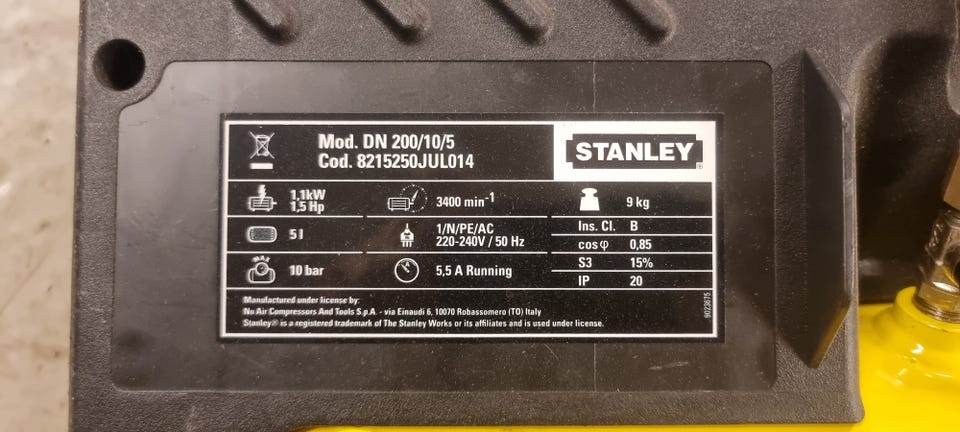 Mod. DN 200/10/5
Cod. 8215250JUL014
STANLEY®
1,1kW
1,5 Hp
3400 min-1
9 kg
5 l
1/N/PE/AC
220-240V / 50 Hz
Ins. Cl. B
cosφ 0,85
MAX
10 bar
5,5 A Running
S3 15%
IP 20
Manufactured under license by:
Nu Air Compressors And Tools S.p.A. - via Einaudi 6, 10070 Robassomero (TO) Italy
Stanley® is a registered trademark of The Stanley Works or its affiliates and is used under license.
9023675